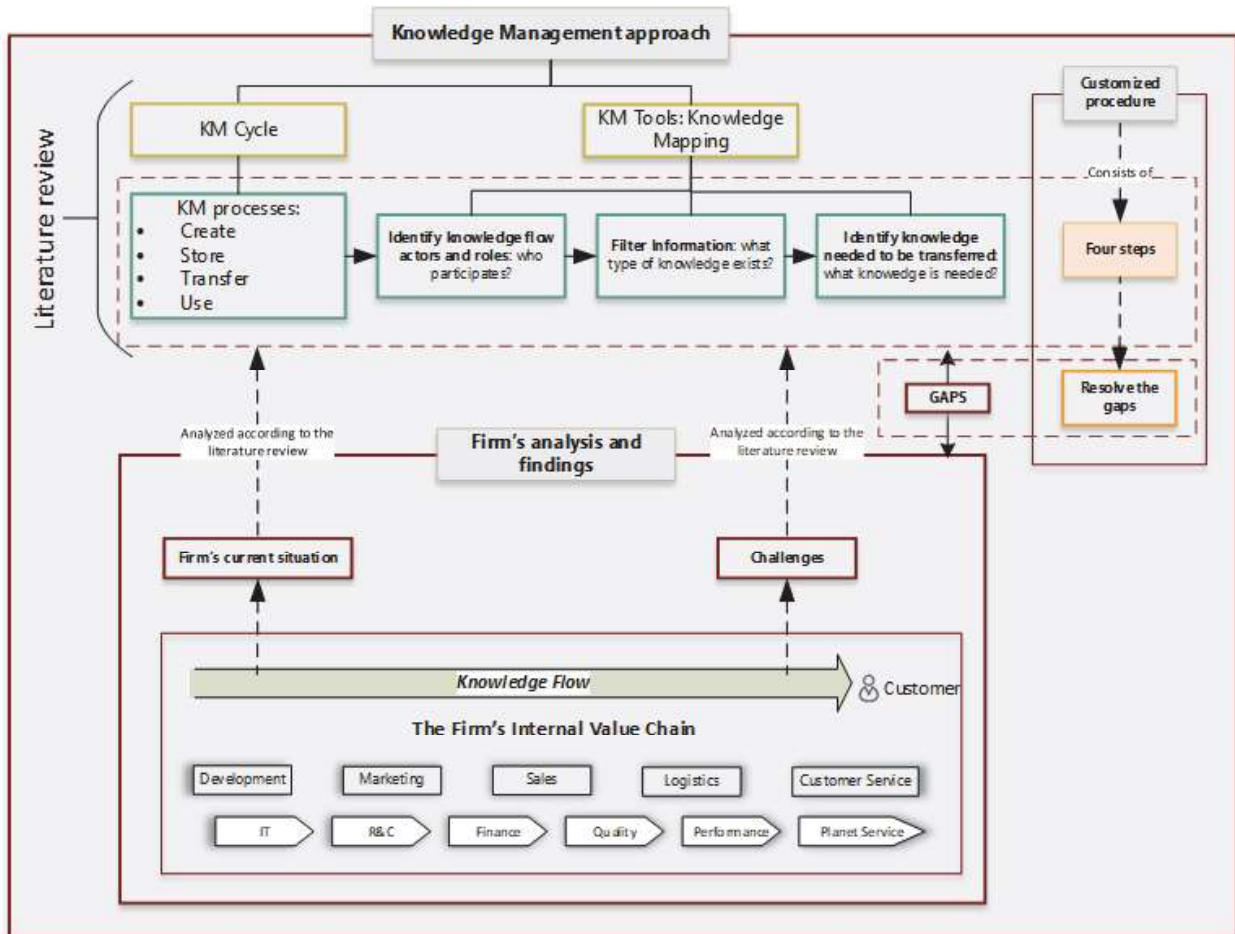 Knowledge Management approach
Customized
procedure
Literature review
KM Cycle
KM Tools: Knowledge
Mapping
Consists of
KM processes:
• Create
• Store
• Transfer
• Use
Identify knowledge flow
actors and roles: who
participates?
Filter Information: what
type of knowledge exists?
Identify knowledge
needed to be transferred:
what knowedge is needed?
Four steps
GAPS
Resolve the
gaps
Analyzed according to the
literature review
Firm's analysis and
findings
Analyzed according to the
literature review
Firm's current situation
Challenges
Knowledge Flow
Customer
The Firm's Internal Value Chain
Development
Marketing
Sales
Logistics
Customer Service
IT
R&C
Finance
Quality
Performance
Planet Service